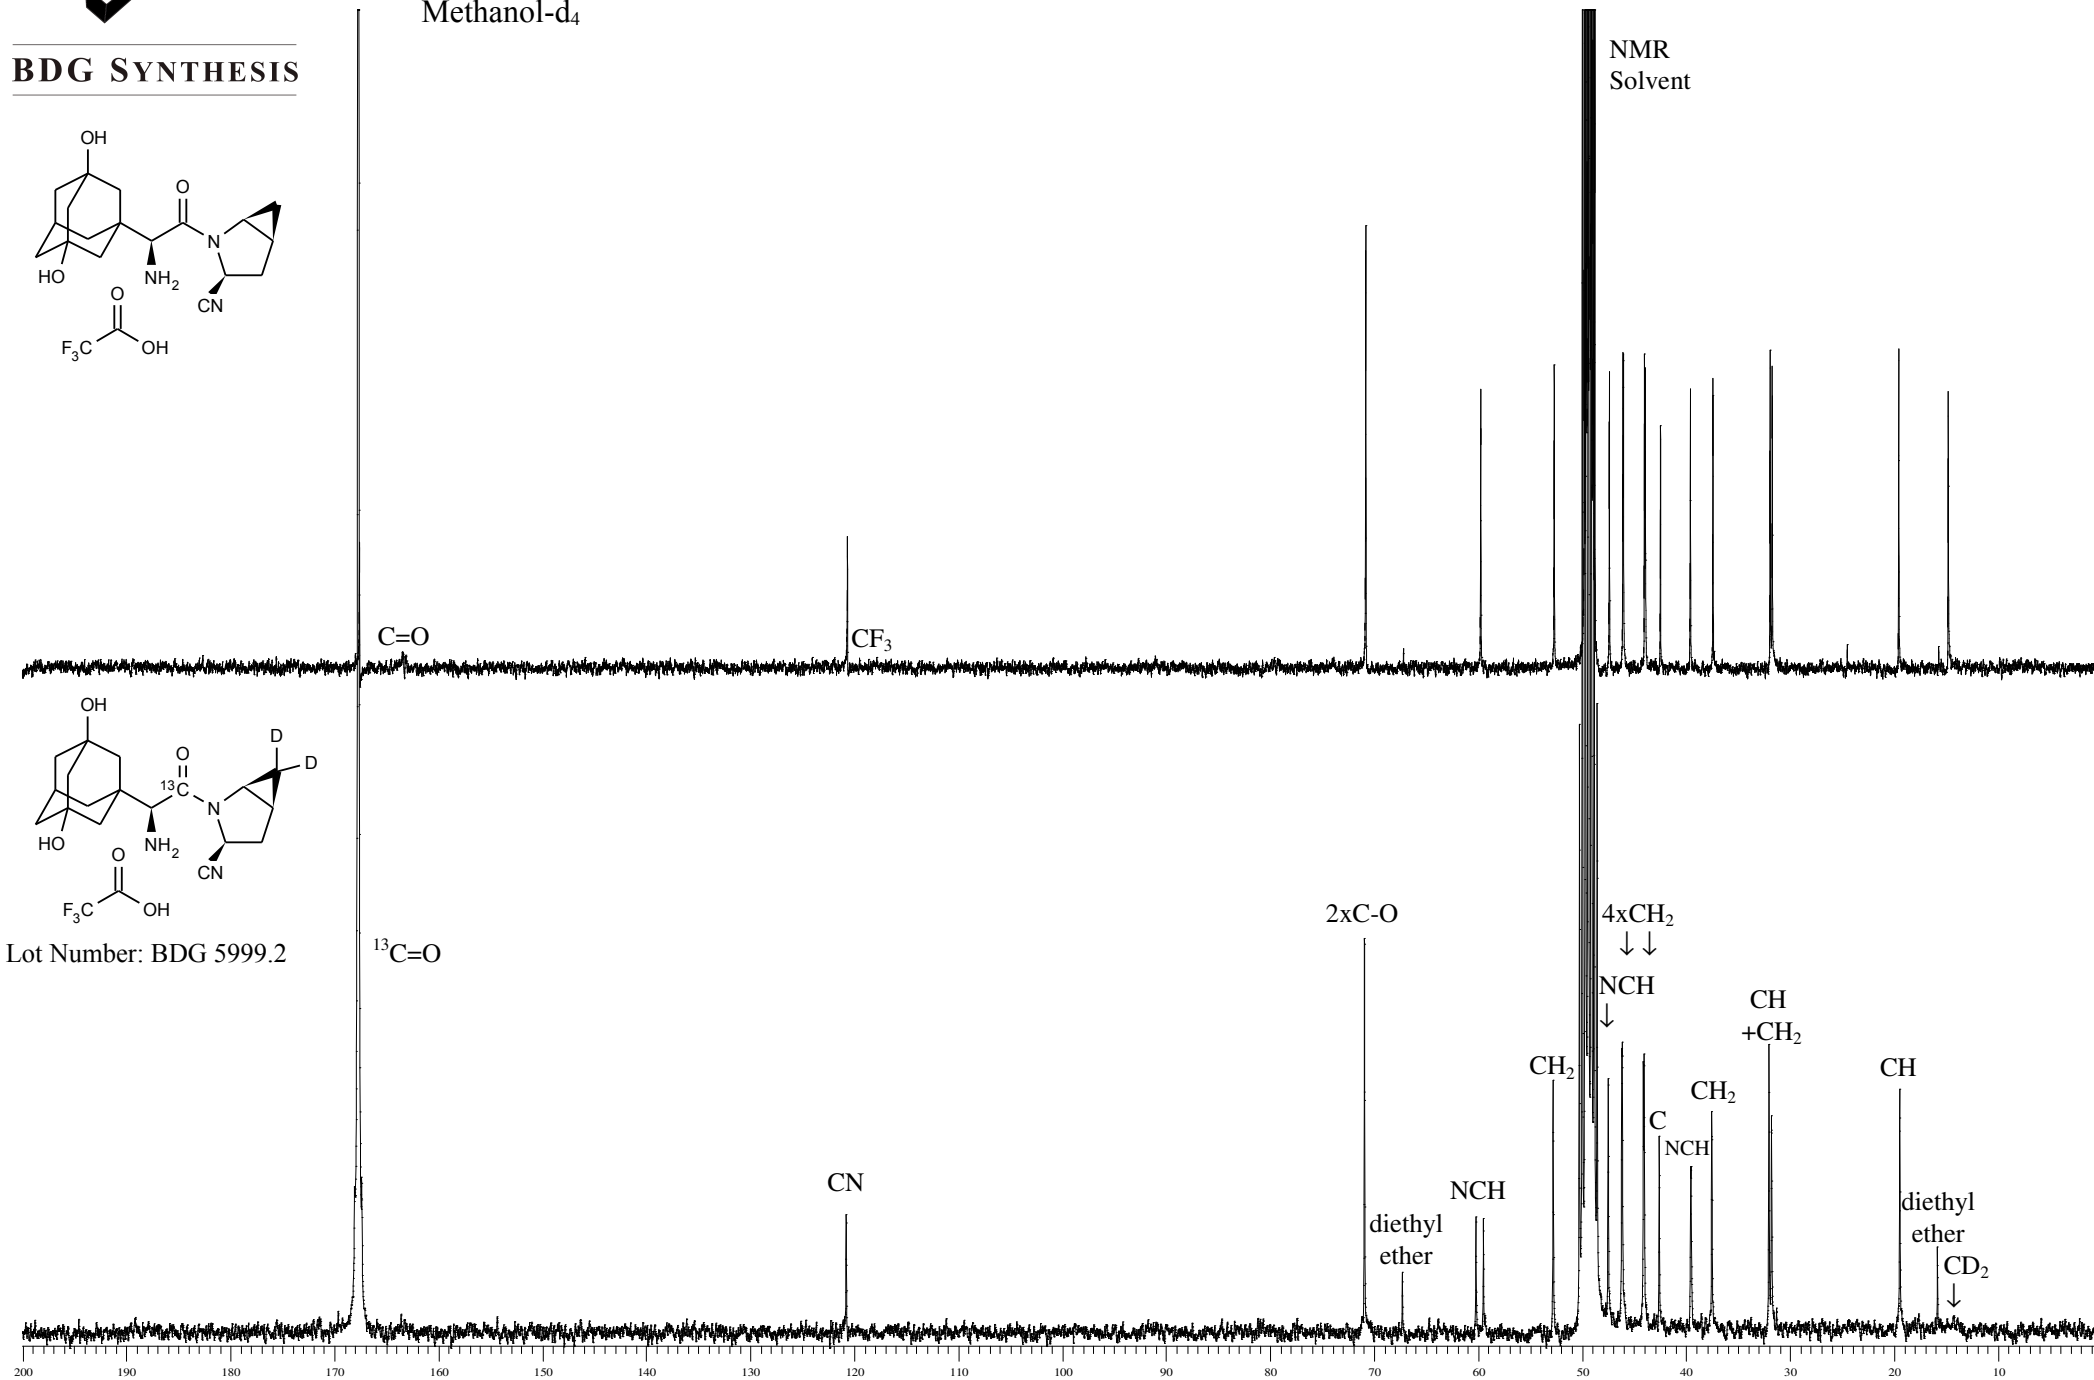 Methanol-d₄
BDG SYNTHESIS
NMR
Solvent
OH
O
N
HO
NH₂
CN
O
F₃C
OH
C=O
CF₃
OH
D
D
O
¹³C
N
HO
NH₂
CN
O
F₃C
OH
Lot Number: BDG 5999.2
¹³C=O
2xC-O
4xCH₂
↓ ↓
NCH
↓
CH
+CH₂
CH₂
CH
CH₂
C
NCH
CN
NCH
diethyl
ether
diethyl
ether
CD₂
↓
200 190 180 170 160 150 140 130 120 110 100 90 80 70 60 50 40 30 20 10